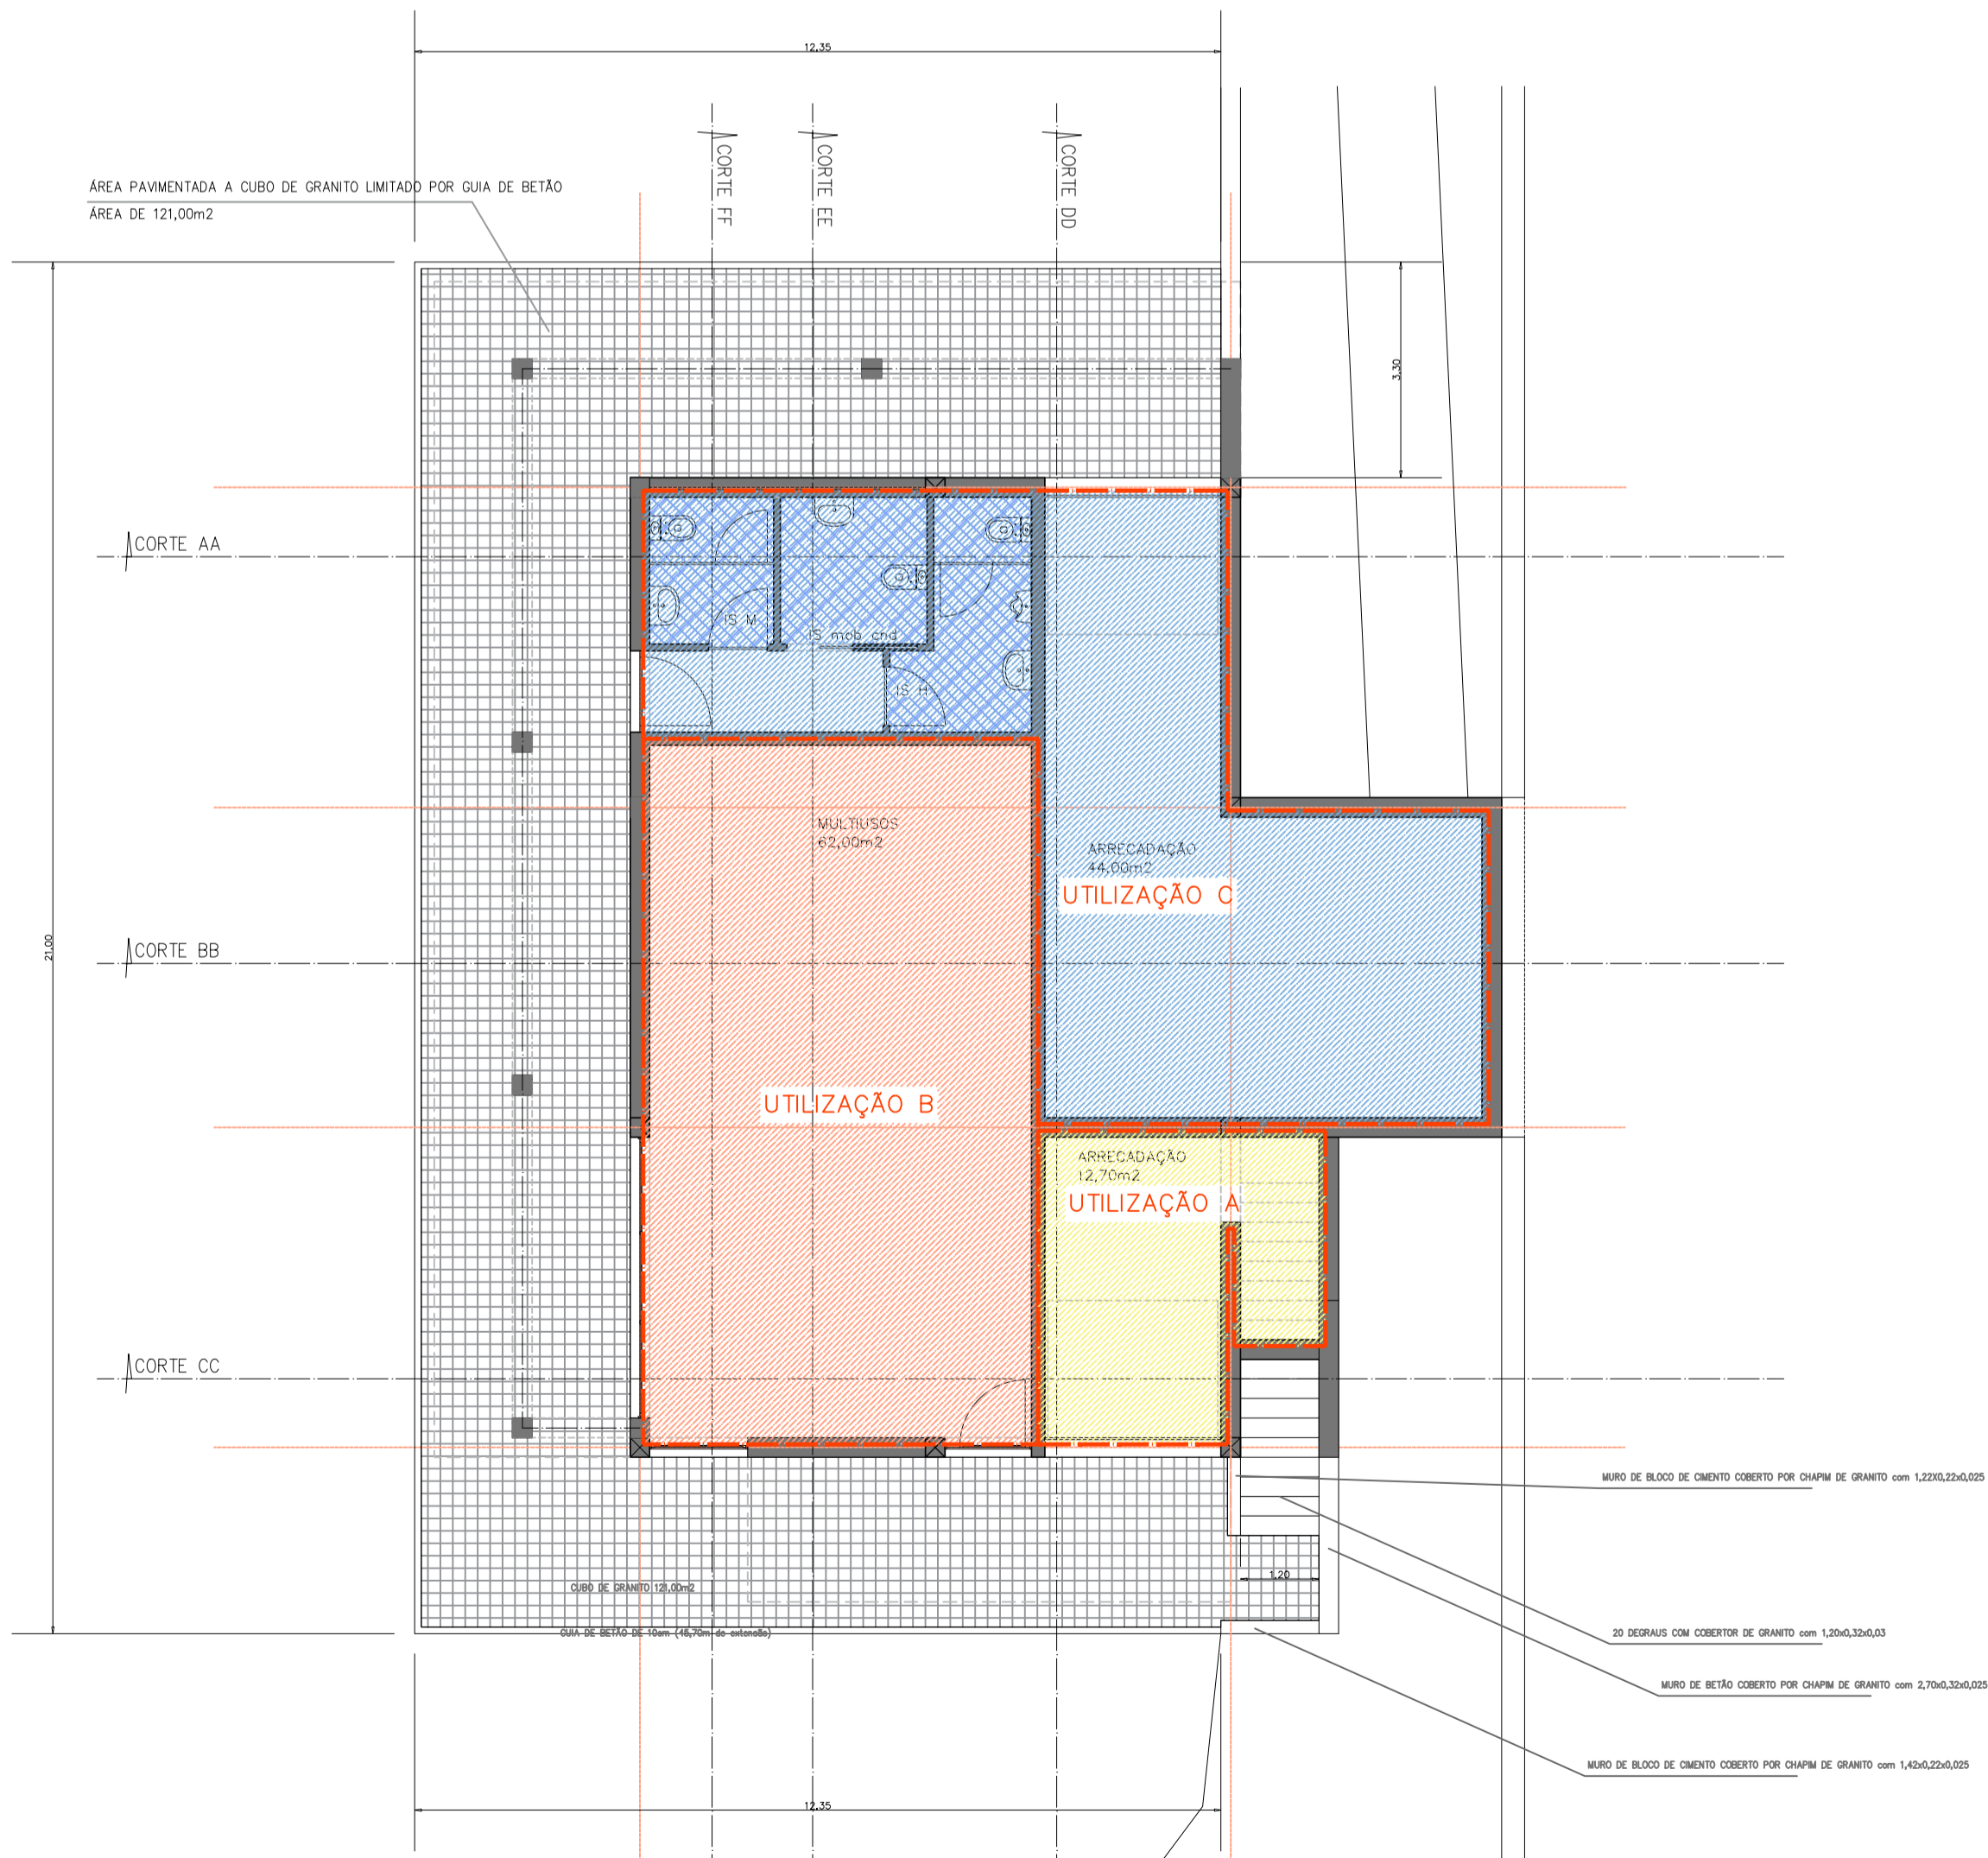 12,35
CORTE FF
CORTE EE
CORTE DD
ÁREA PAVIMENTADA A CUBO DE GRANITO LIMITADO POR GUIA DE BETÃO
ÁREA DE 121,00m2
3,30
CORTE AA
IS M
IS mob cnd
IS H
MULTIUSOS
62,00m2
ARRECADAÇÃO
44,00m2
UTILIZAÇÃO C
21,00
CORTE BB
UTILIZAÇÃO B
ARRECADAÇÃO
12,70m2
UTILIZAÇÃO A
CORTE CC
MURO DE BLOCO DE CIMENTO COBERTO POR CHAPIM DE GRANITO com 1,22X0,22x0,025
1,20
CUBO DE GRANITO 121,00m2
GUIA DE BETÃO DE 10am (45,70m de extensão)
20 DEGRAUS COM COBERTOR DE GRANITO com 1,20x0,32x0,03
MURO DE BETÃO COBERTO POR CHAPIM DE GRANITO com 2,70x0,32x0,025
MURO DE BLOCO DE CIMENTO COBERTO POR CHAPIM DE GRANITO com 1,42x0,22x0,025
12,35